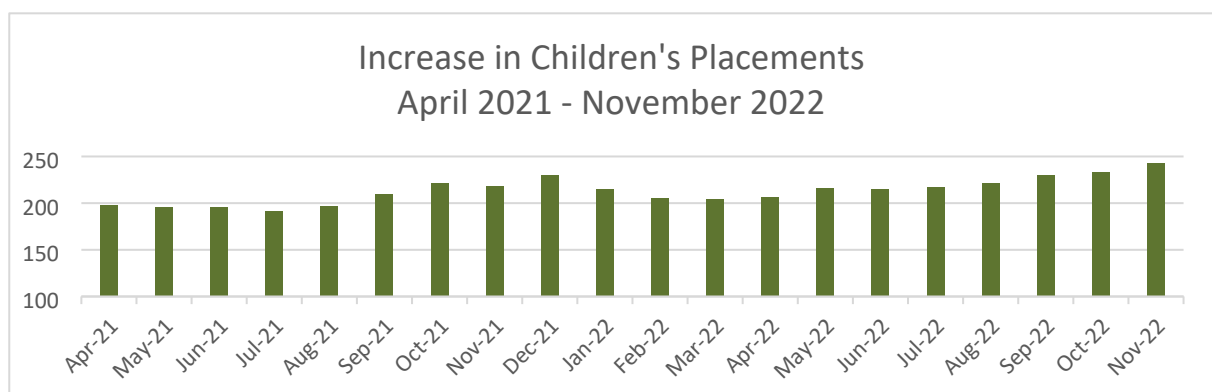 Increase in Children's Placements
April 2021 - November 2022
250
200
150
100
Apr-21
May-21
Jun-21
Jul-21
Aug-21
Sep-21
Oct-21
Nov-21
Dec-21
Jan-22
Feb-22
Mar-22
Apr-22
May-22
Jun-22
Jul-22
Aug-22
Sep-22
Oct-22
Nov-22